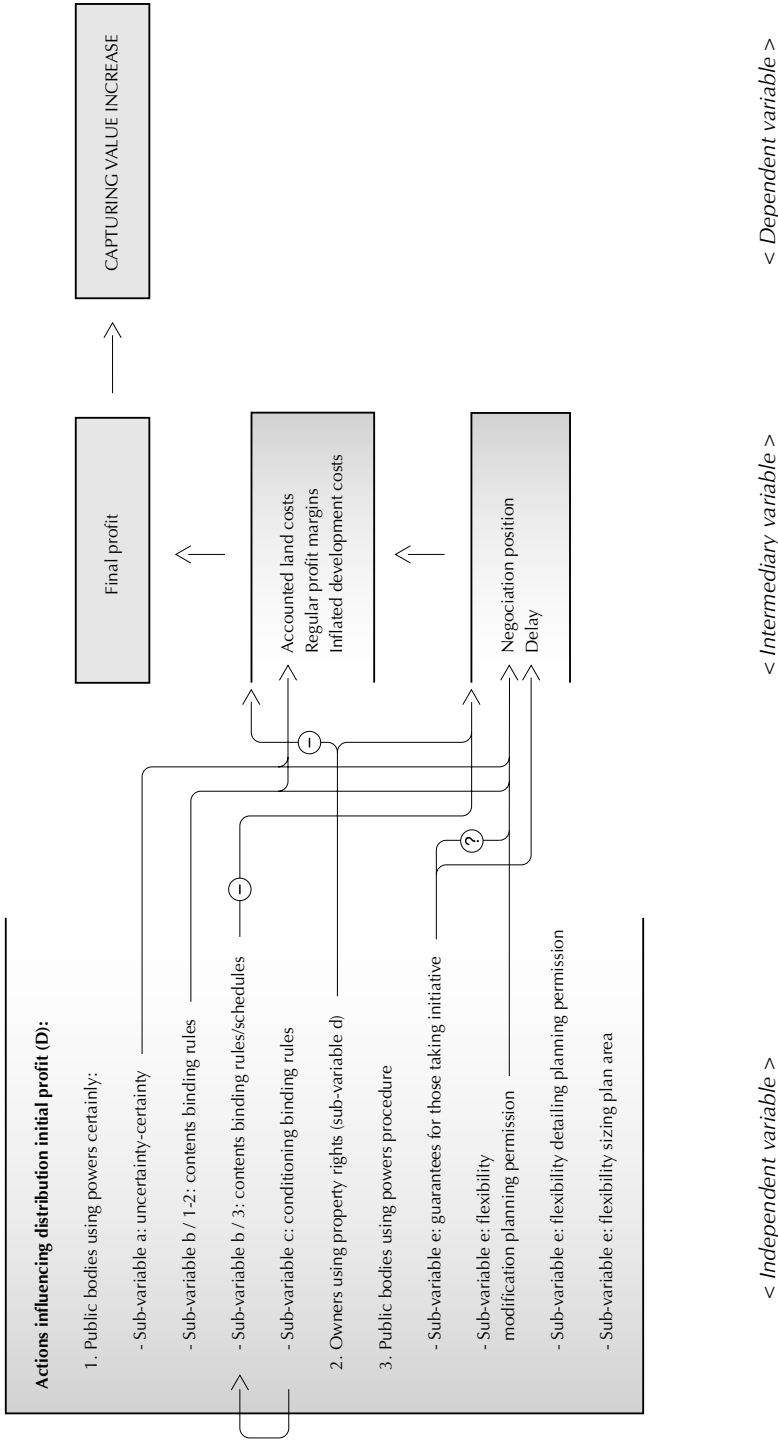 Actions influencing distribution initial profit (D):
1. Public bodies using powers certainly:
- Sub-variable a: uncertainty-certainty
- Sub-variable b / 1-2: contents binding rules
- Sub-variable b / 3: contents binding rules/schedules
- Sub-variable c: conditioning binding rules
2. Owners using property rights (sub-variable d)
3. Public bodies using powers procedure
- Sub-variable e: guarantees for those taking initiative
- Sub-variable e: flexibility
modification planning permission
- Sub-variable e: flexibility detailing planning permission
- Sub-variable e: flexibility sizing plan area
−
−
?
Final profit
Accounted land costs
Regular profit margins
Inflated development costs
Negociation position
Delay
CAPTURING VALUE INCREASE
< Independent variable >
< Intermediary variable >
< Dependent variable >